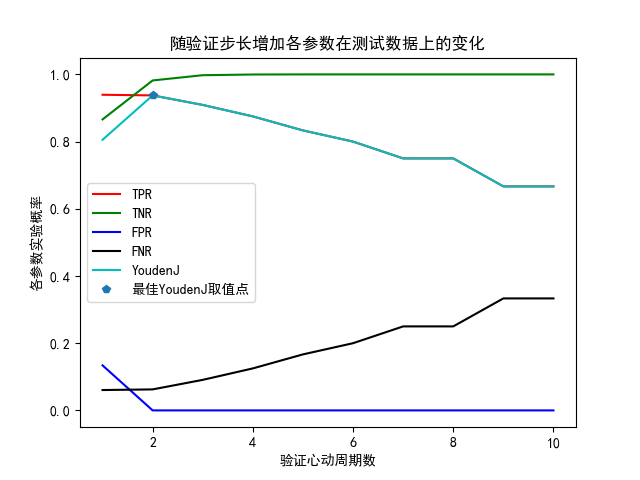 随验证步长增加各参数在测试数据上的变化
1.0
0.8
0.6
0.4
0.2
0.0
各参数实验概率
TPR
TNR
FPR
FNR
YoudenJ
最佳YoudenJ取值点
2
4
6
8
10
验证心动周期数